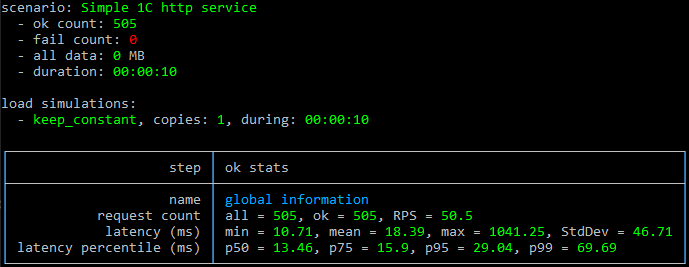 scenario: Simple 1C http service
- ok count: 505
- fail count: 0
- all data: 0 MB
- duration: 00:00:10
load simulations:
- keep_constant, copies: 1, during: 00:00:10
step ok stats
name global information
request count all = 505, ok = 505, RPS = 50.5
latency (ms) min = 10.71, mean = 18.39, max = 1041.25, StdDev = 46.71
latency percentile (ms) p50 = 13.46, p75 = 15.9, p95 = 29.04, p99 = 69.69